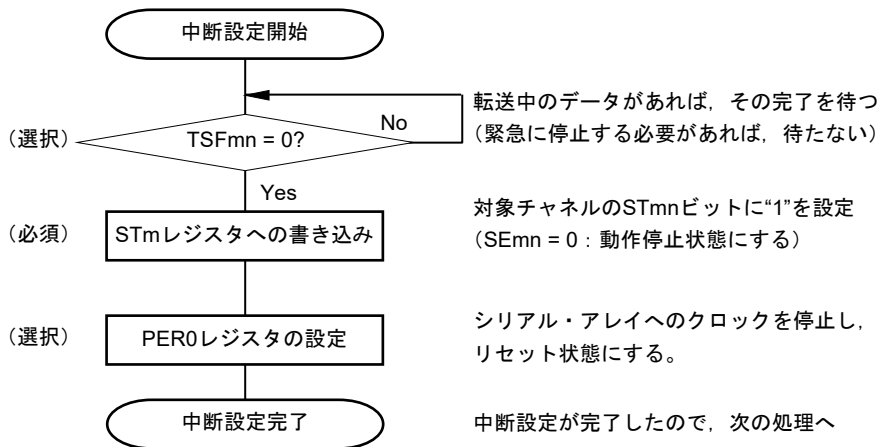 中断設定開始
転送中のデータがあれば，その完了を待つ
（緊急に停止する必要があれば，待たない）
（選択）
TSFmn = 0?
No
Yes
（必須）
STmレジスタへの書き込み
対象チャネルのSTmnビットに“1”を設定
（SEmn = 0：動作停止状態にする）
（選択）
PER0レジスタの設定
シリアル・アレイへのクロックを停止し，
リセット状態にする。
中断設定完了
中断設定が完了したので，次の処理へ